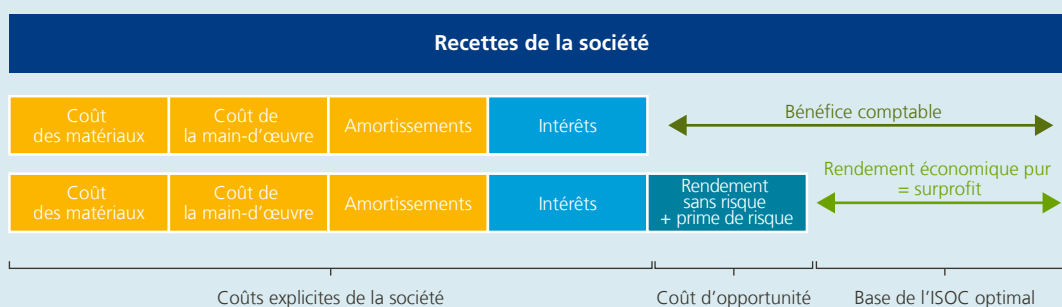 Recettes de la société
Coût
des matériaux
Coût de
la main-d’œuvre
Amortissements
Intérêts
Bénéfice comptable
Coût
des matériaux
Coût de
la main-d’œuvre
Amortissements
Intérêts
Rendement
sans risque
+ prime de risque
Rendement économique pur
= surprofit
Coûts explicites de la société
Coût d’opportunité
Base de l’ISOC optimal